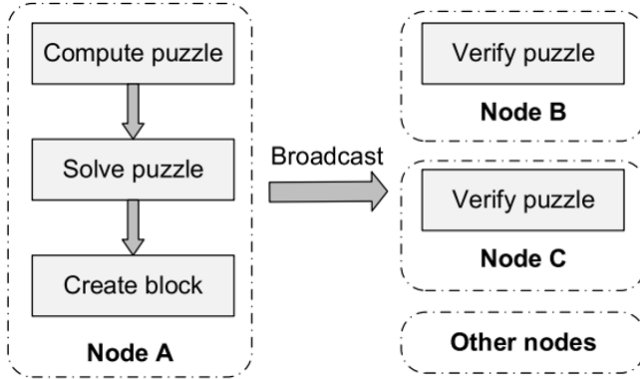 Compute puzzle
Solve puzzle
Create block
Node A
Broadcast
Verify puzzle
Node B
Verify puzzle
Node C
Other nodes